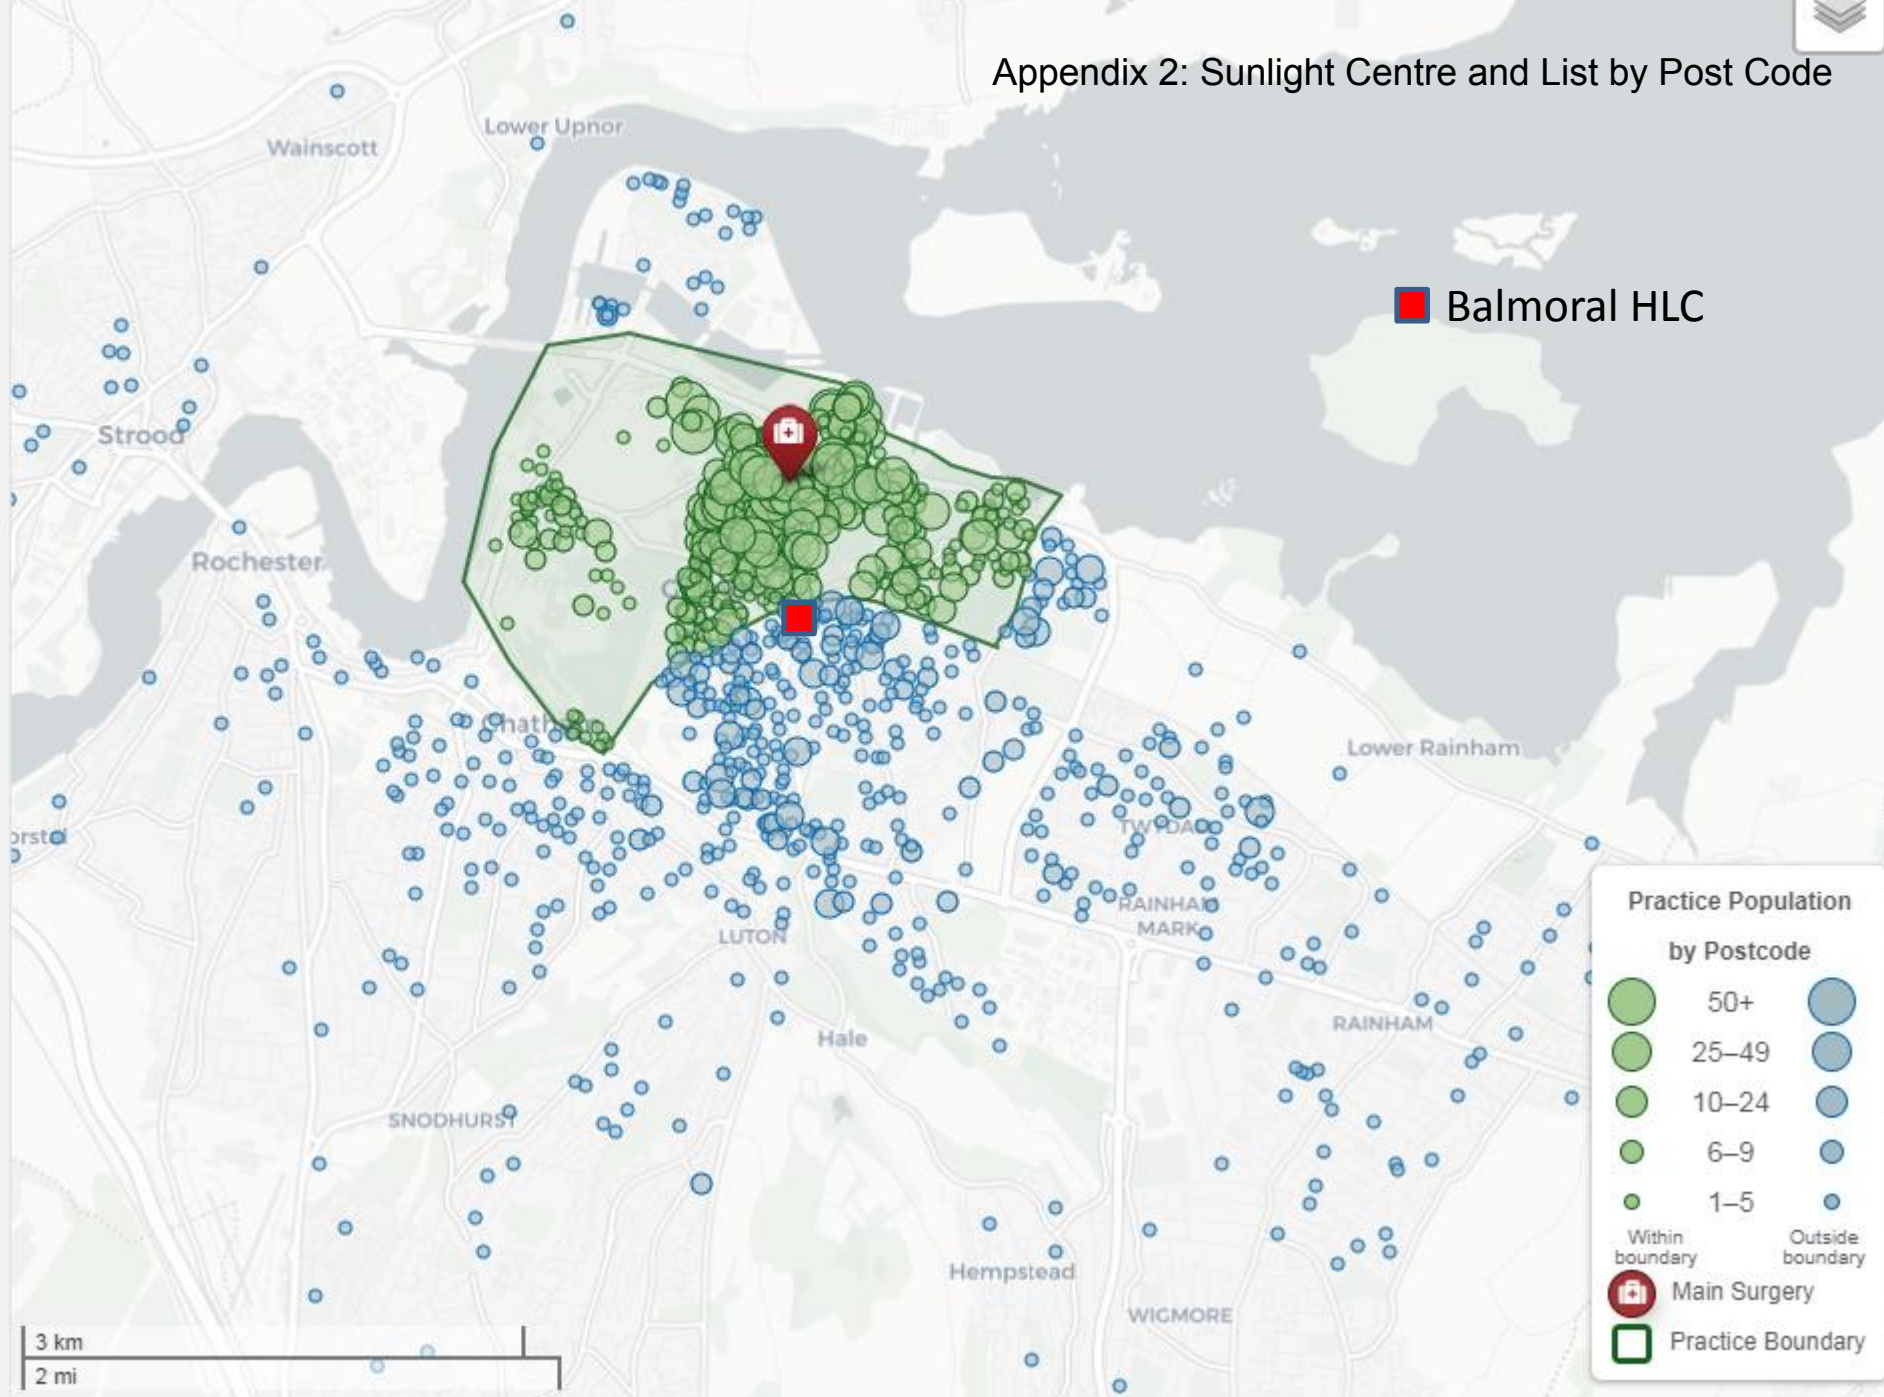 Appendix 2: Sunlight Centre and List by Post Code
Lower Upnor
Wainscott
Balmoral HLC
Strood
Rochester
Lower Rainham
TWYDALL
RAINHAM
MARK
LUTON
RAINHAM
Hale
SNODHURST
Hempstead
WIGMORE
Practice Population
by Postcode
50+
25–49
10–24
6–9
1–5
Within
boundary
Outside
boundary
Main Surgery
Practice Boundary
3 km
2 mi